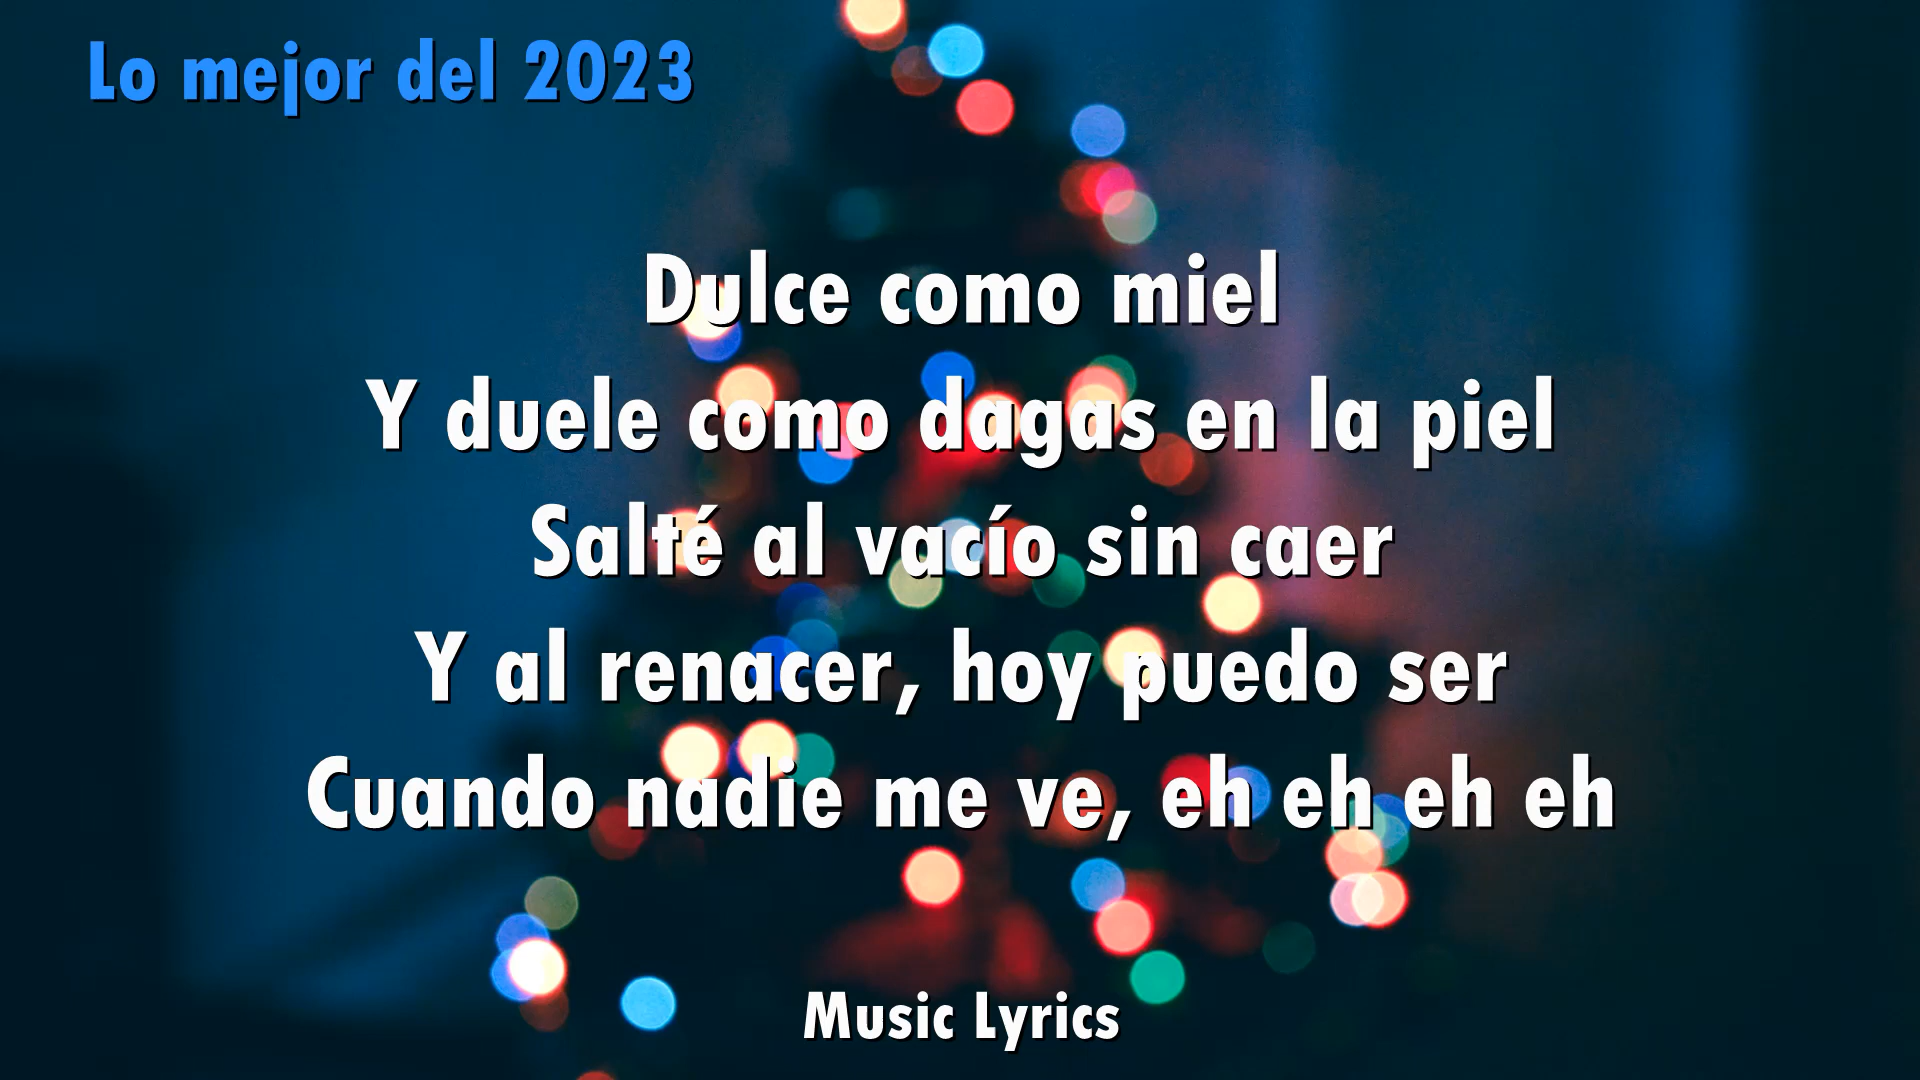 Lo mejor del 2023
Dulce como miel
Y duele como dagas en la piel
Salté al vacío sin caer
Y al renacer, hoy puedo ser
Cuando nadie me ve, eh eh eh eh
Music Lyrics